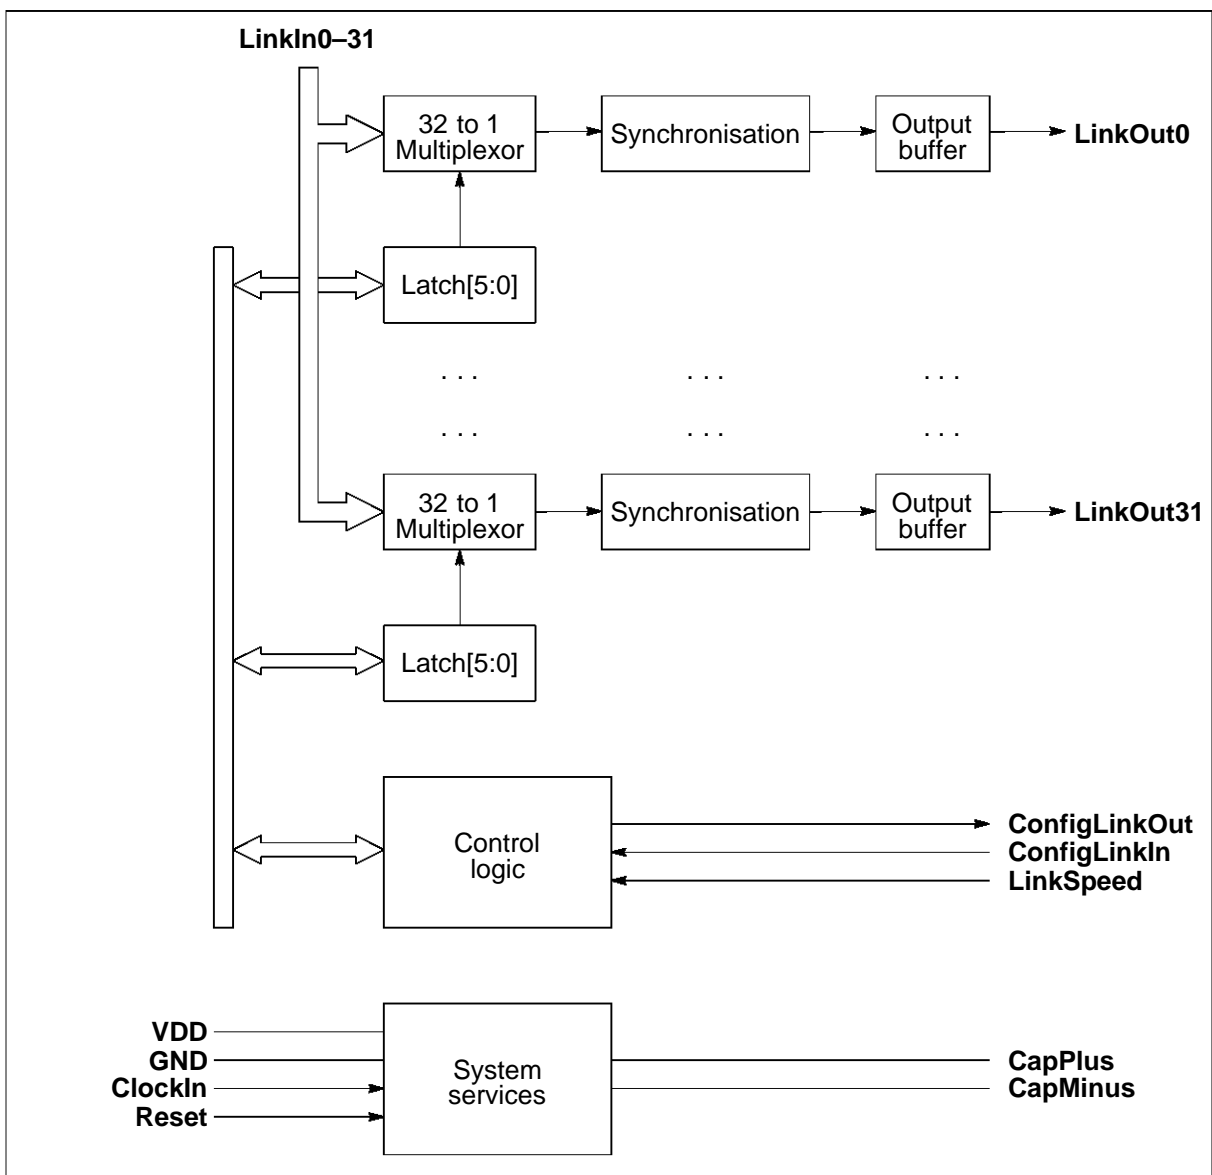 LinkIn0–31
32 to 1
Multiplexor
Synchronisation
Output
buffer
LinkOut0
Latch[5:0]
. . .
. . .
. . .
. . .
. . .
. . .
32 to 1
Multiplexor
Synchronisation
Output
buffer
LinkOut31
Latch[5:0]
Control
logic
ConfigLinkOut
ConfigLinkIn
LinkSpeed
VDD
GND
ClockIn
Reset
System
services
CapPlus
CapMinus